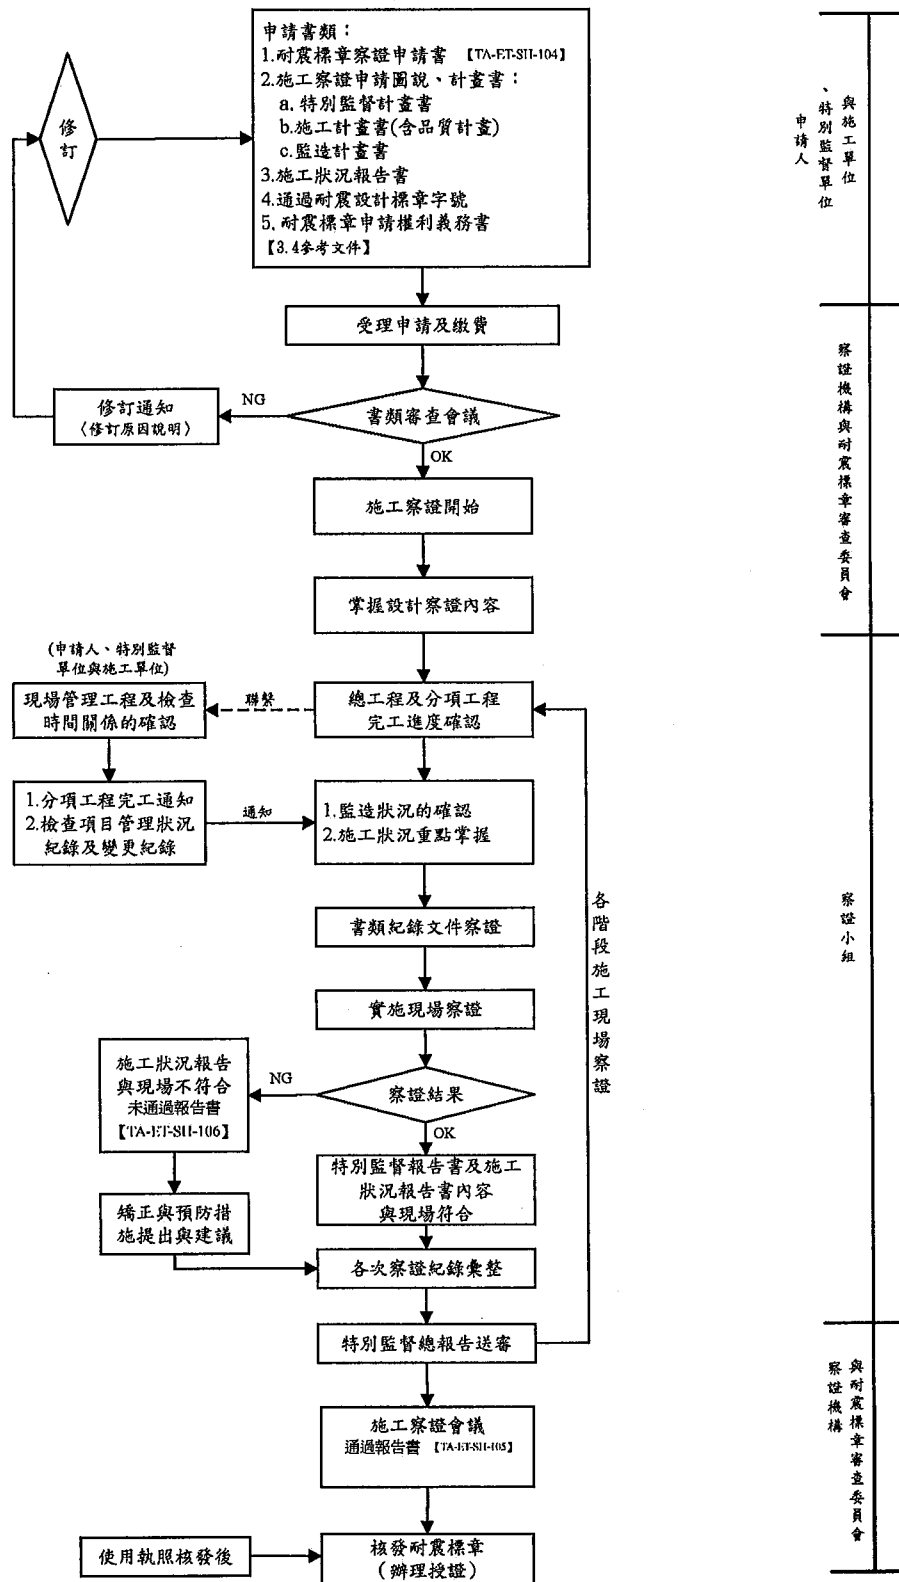 申請書類：
1.耐震標章察證申請書 【TA-ET-SH-104】
2.施工察證申請圖說、計畫書：
a.特別監督計畫書
b.施工計畫書(含品質計畫)
c.監造計畫書
3.施工狀況報告書
4.通過耐震設計標章字號
5.耐震標章申請權利義務書
【3.4參考文件】
修訂
受理申請及繳費
修訂通知
〈修訂原因說明〉
NG
書類審查會議
OK
施工察證開始
掌握設計察證內容
(申請人、特別監督
單位與施工單位)
現場管理工程及檢查
時間關係的確認
聯繫
總工程及分項工程
完工進度確認
1.分項工程完工通知
2.檢查項目管理狀況
紀錄及變更紀錄
通知
1.監造狀況的確認
2.施工狀況重點掌握
書類紀錄文件察證
實施現場察證
各階段施工現場察證
施工狀況報告
與現場不符合
未通過報告書
【TA-ET-SH-106】
NG
察證結果
OK
特別監督報告書及施工
狀況報告書內容
與現場符合
矯正與預防措
施提出與建議
各次察證紀錄彙整
特別監督總報告送審
施工察證會議
通過報告書 【TA-ET-SH-105】
使用執照核發後
核發耐震標章
(辦理授證)
申請人
、特別監督單位
與施工單位
察證機構與耐震標章審查委員會
察證小組
察證機構
與耐震標章審查委員會